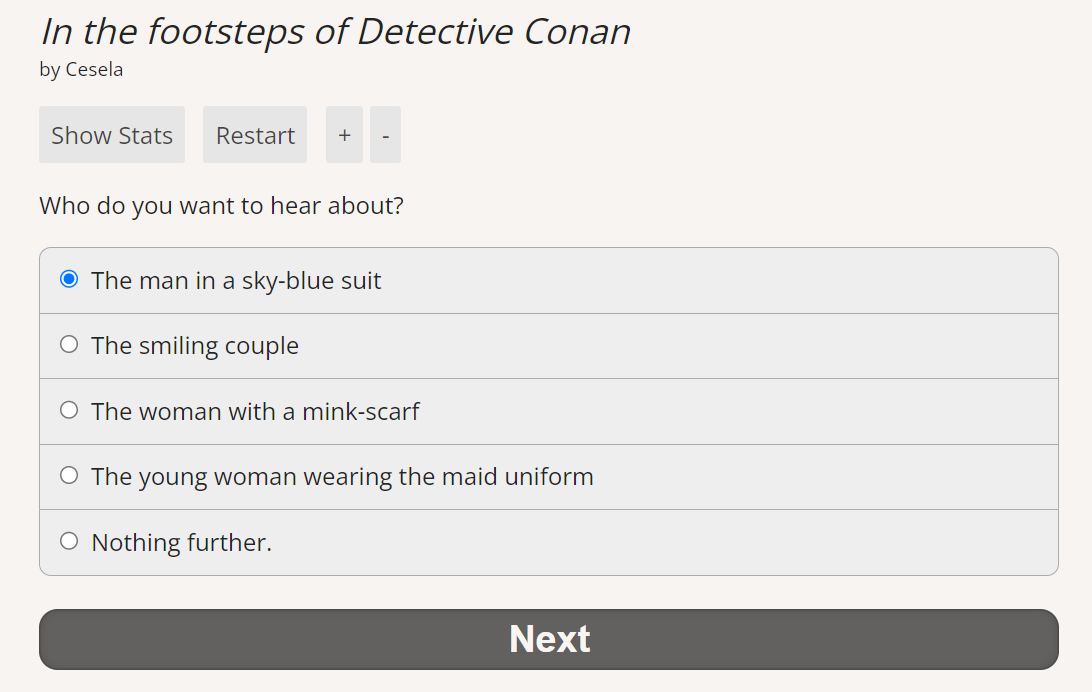 In the footsteps of Detective Conan
by Cesela
Show Stats Restart + -
Who do you want to hear about?
The man in a sky-blue suit
The smiling couple
The woman with a mink-scarf
The young woman wearing the maid uniform
Nothing further.
Next